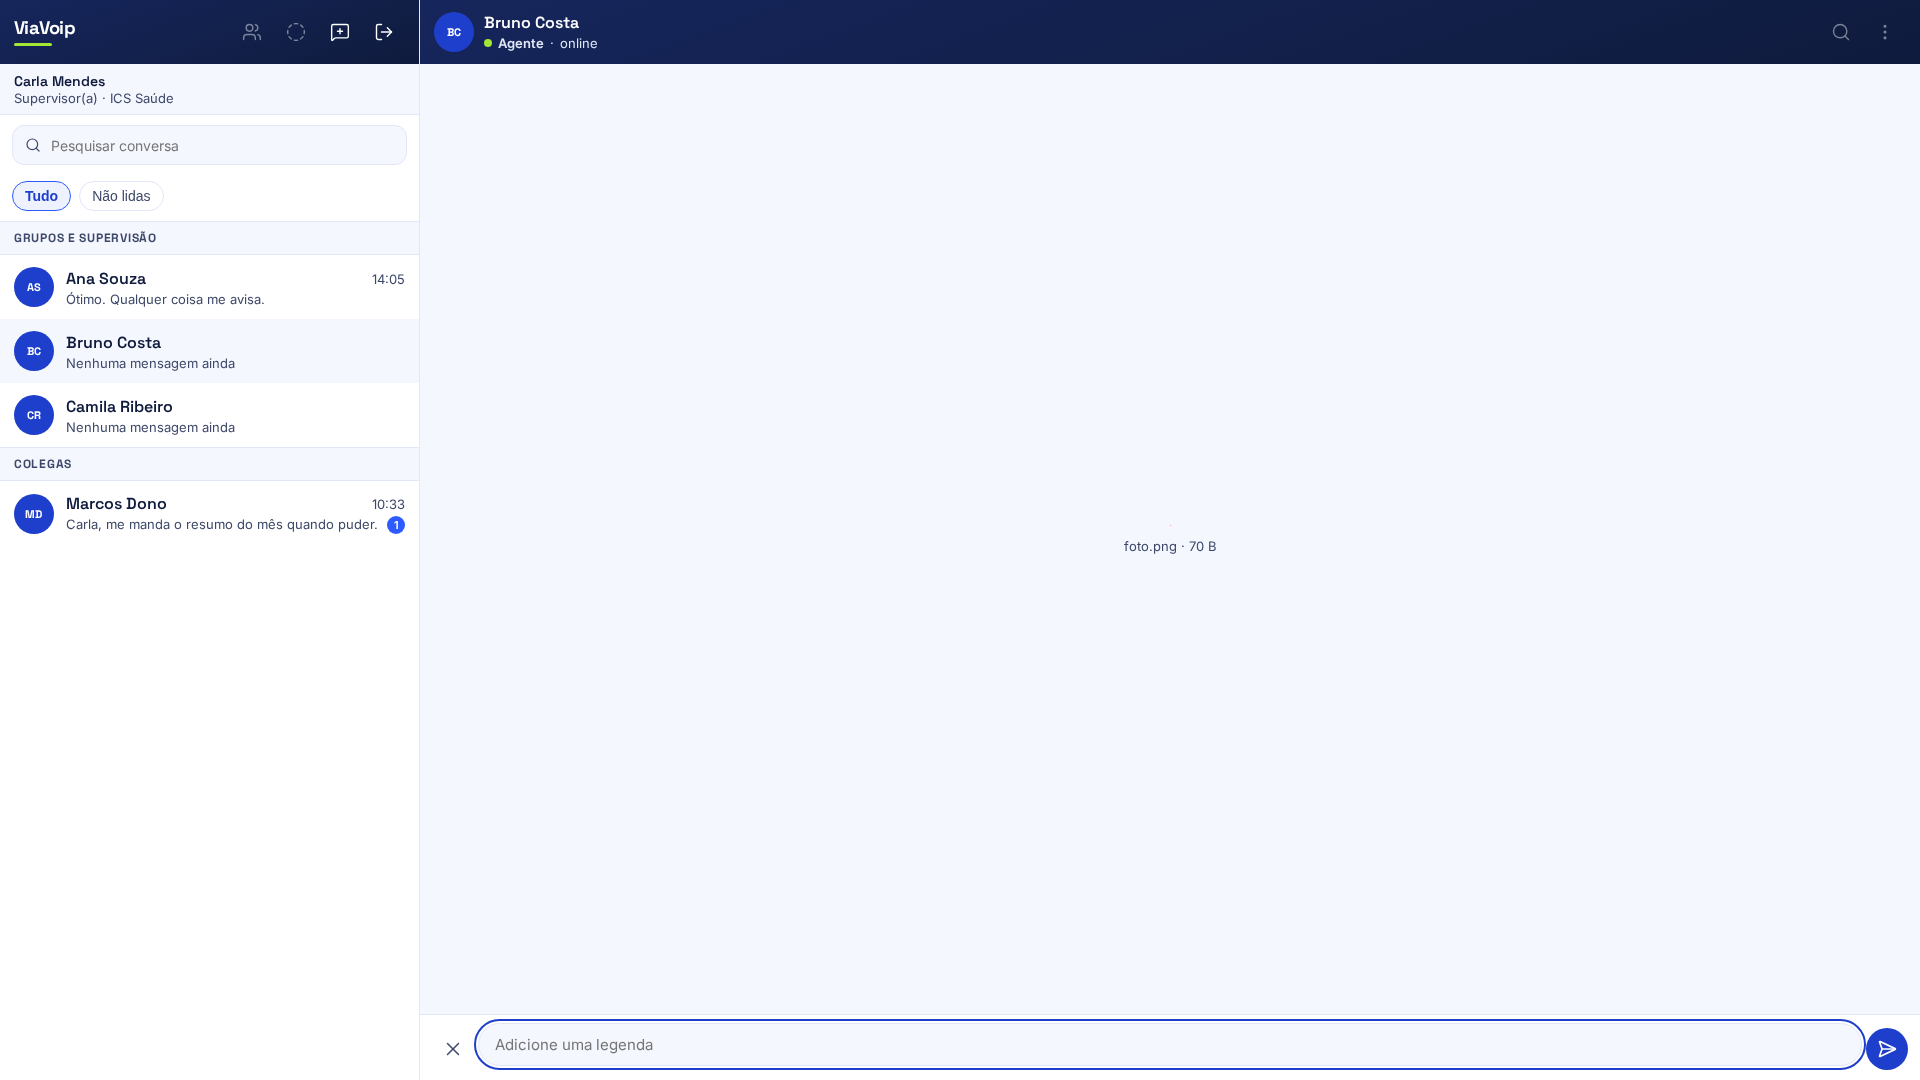 ViaVoip
Carla Mendes
Supervisor(a) · ICS Saúde
Pesquisar conversa
Tudo
Não lidas
GRUPOS E SUPERVISÃO
AS
Ana Souza
14:05
Ótimo. Qualquer coisa me avisa.
BC
Bruno Costa
Nenhuma mensagem ainda
CR
Camila Ribeiro
Nenhuma mensagem ainda
COLEGAS
MD
Marcos Dono
10:33
Carla, me manda o resumo do mês quando puder.
1
BC
Bruno Costa
Agente · online
foto.png · 70 B
Adicione uma legenda